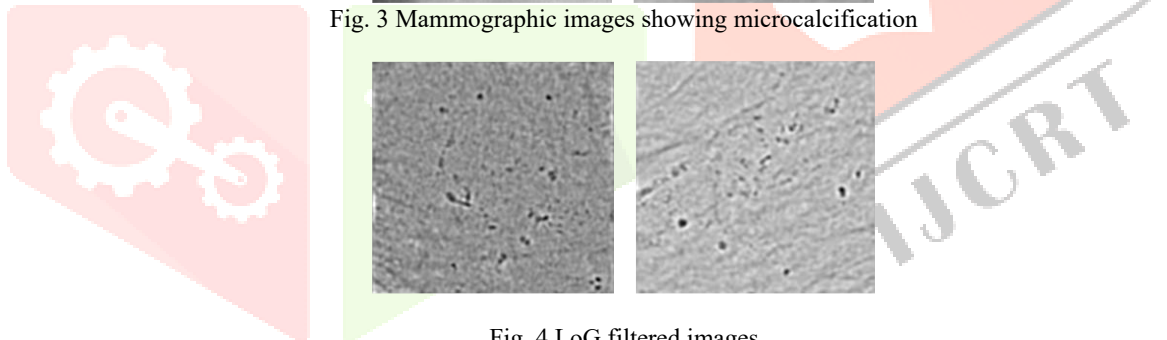 Fig. 3 Mammographic images showing microcalcification
IJCRT
Fig. 4 LoG filtered images